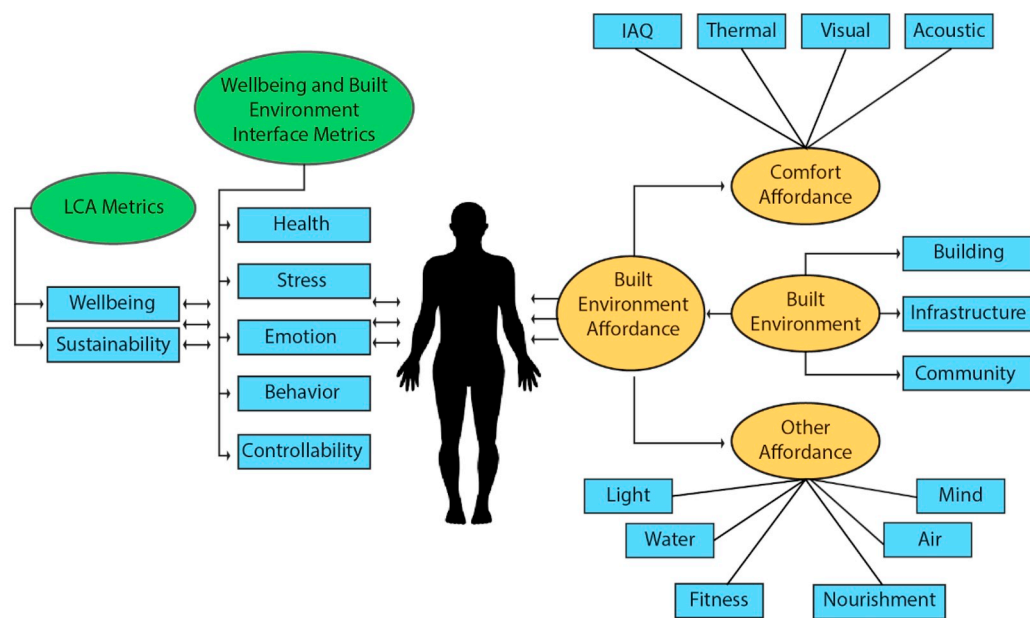 IAQ
Thermal
Visual
Acoustic
Wellbeing and Built
Environment
Interface Metrics
Comfort
Affordance
LCA Metrics
Health
Stress
Emotion
Behavior
Controllability
Wellbeing
Sustainability
Built
Environment
Affordance
Built
Environment
Building
Infrastructure
Community
Other
Affordance
Light
Water
Fitness
Nourishment
Air
Mind